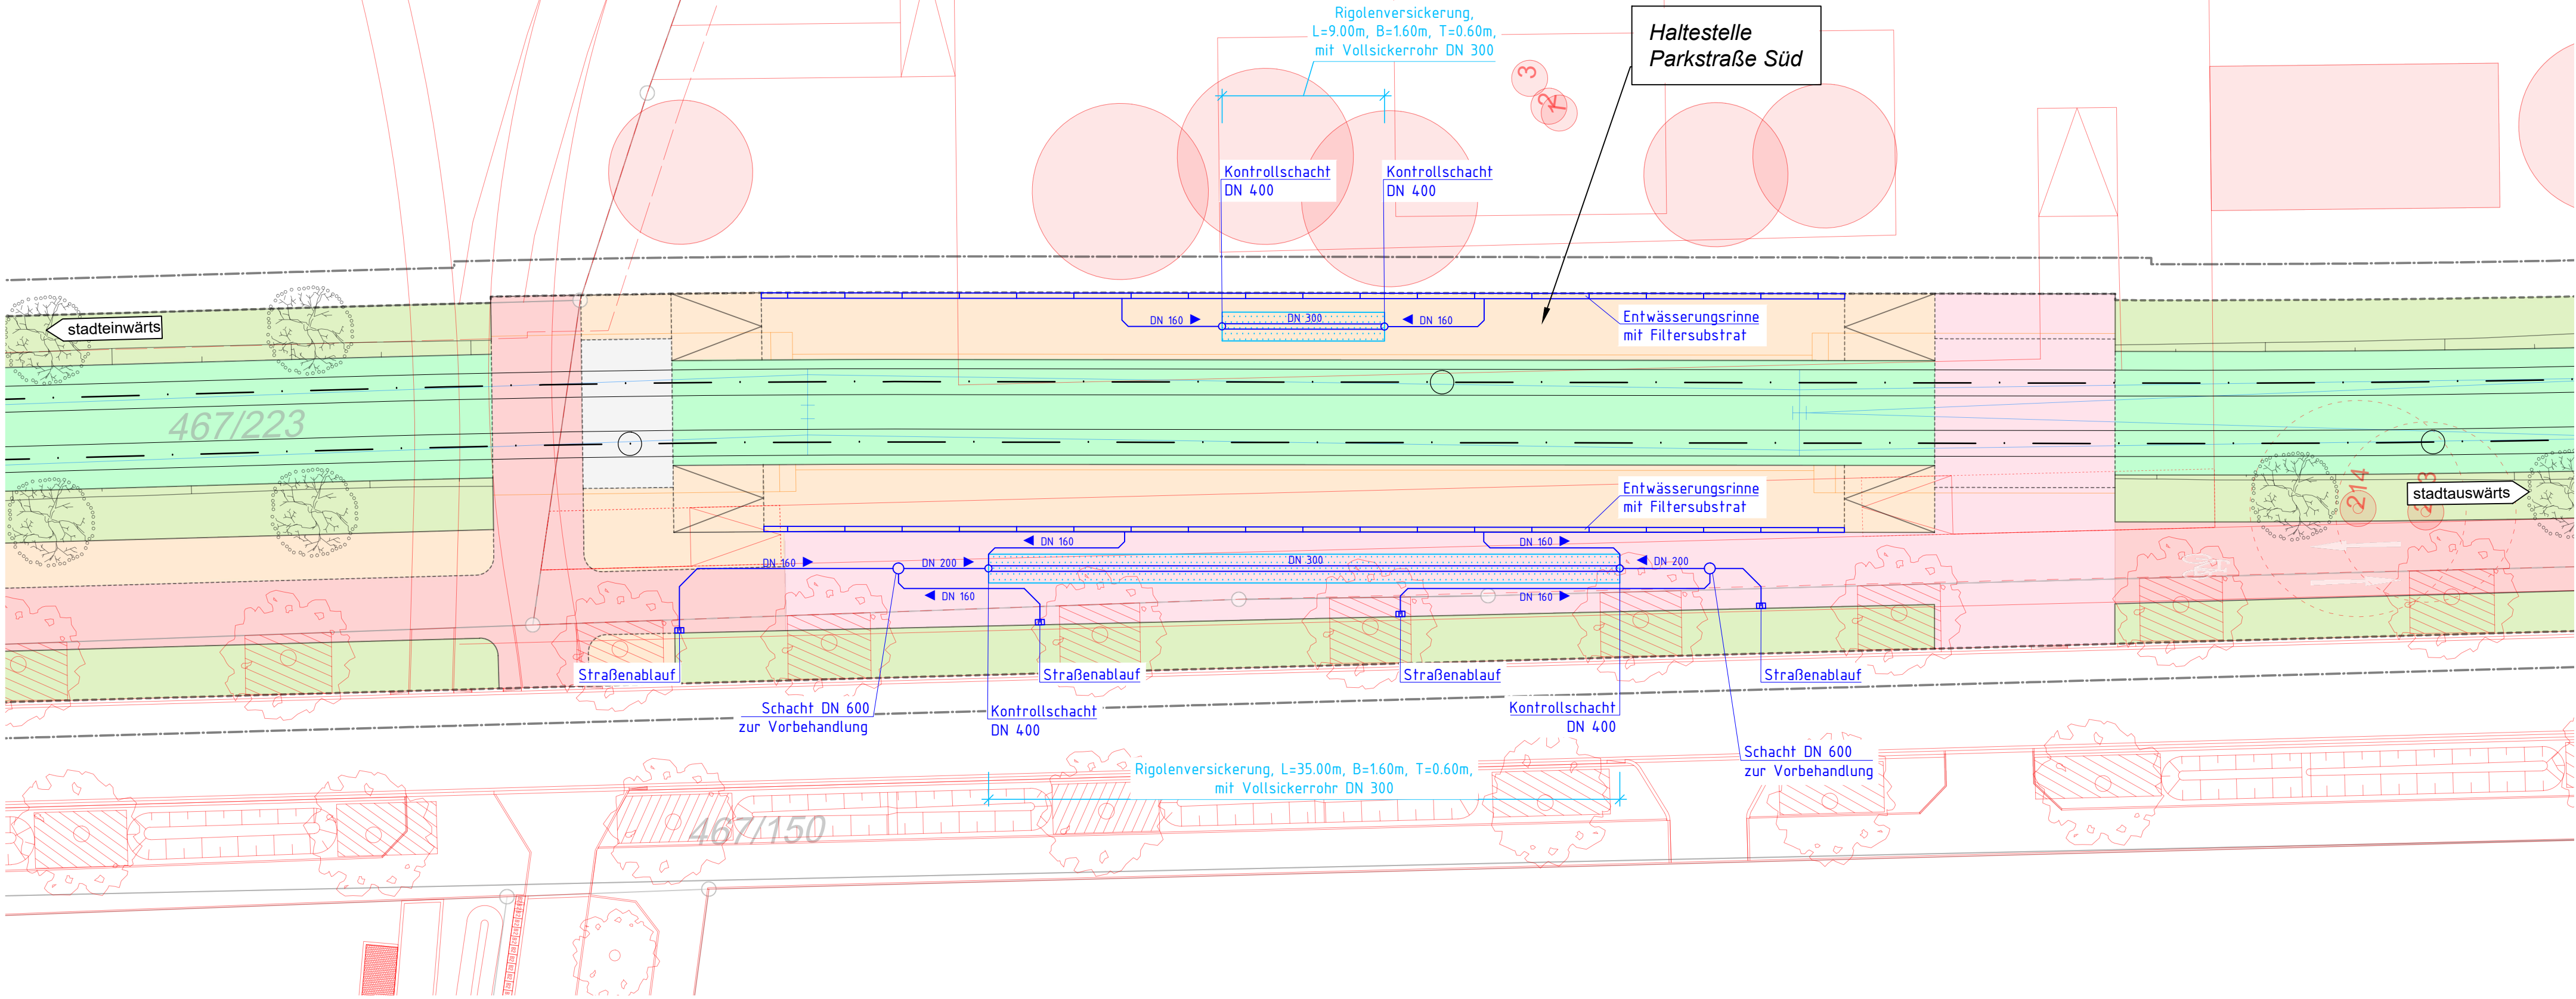 Rigolenversickerung,
L=9.00m, B=1.60m, T=0.60m,
mit Vollsickerrohr DN 300
Haltestelle
Parkstraße Süd
3
2
Kontrollschacht
DN 400
Kontrollschacht
DN 400
stadteinwärts
DN 160
DN 300
DN 160
Entwässerungsrinne
mit Filtersubstrat
467/223
Entwässerungsrinne
mit Filtersubstrat
214
stadtauswärts
DN 160
DN 160
DN 160
DN 200
DN 300
DN 200
DN 160
DN 160
Straßenablauf
Straßenablauf
Straßenablauf
Straßenablauf
Schacht DN 600
zur Vorbehandlung
Kontrollschacht
DN 400
Kontrollschacht
DN 400
Schacht DN 600
zur Vorbehandlung
Rigolenversickerung, L=35.00m, B=1.60m, T=0.60m,
mit Vollsickerrohr DN 300
467/150